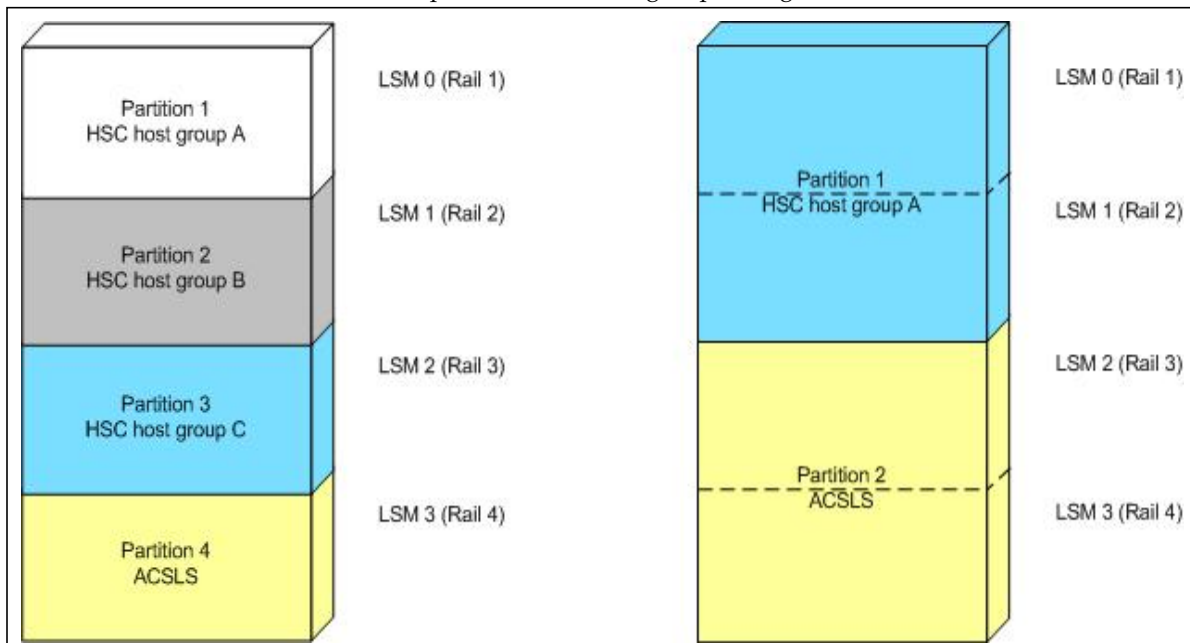 Partition 1
HSC host group A
LSM 0 (Rail 1)
Partition 2
HSC host group B
LSM 1 (Rail 2)
Partition 3
HSC host group C
LSM 2 (Rail 3)
Partition 4
ACSLS
LSM 3 (Rail 4)
Partition 1
HSC host group A
LSM 0 (Rail 1)
LSM 1 (Rail 2)
Partition 2
ACSLS
LSM 2 (Rail 3)
LSM 3 (Rail 4)